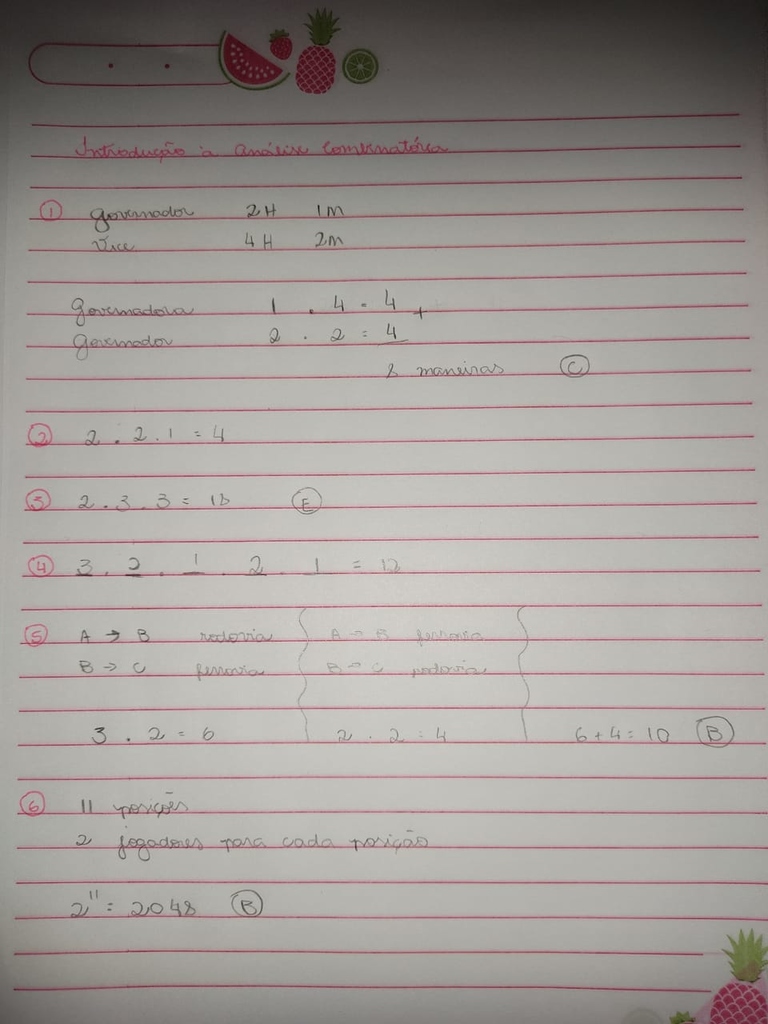 Introdução à Análise Combinatória
① Governador 2H 1M
Vice 4H 2M
Governadora 1 . 4 = 4 +
Governador 2 . 2 = 4
8 maneiras Ⓒ
② 2 . 2 . 1 = 4
③ 2 . 3 . 3 = 18 Ⓔ
④ 3 . 2 . 1 . 2 . 1 = 12
⑤ A → B rodovia A → B ferrovia
B → C ferrovia B → C rodovia
3 . 2 = 6 2 . 2 = 4 6 + 4 = 10 Ⓑ
⑥ 11 posições
2 jogadores para cada posição
2¹¹ = 2048 Ⓑ